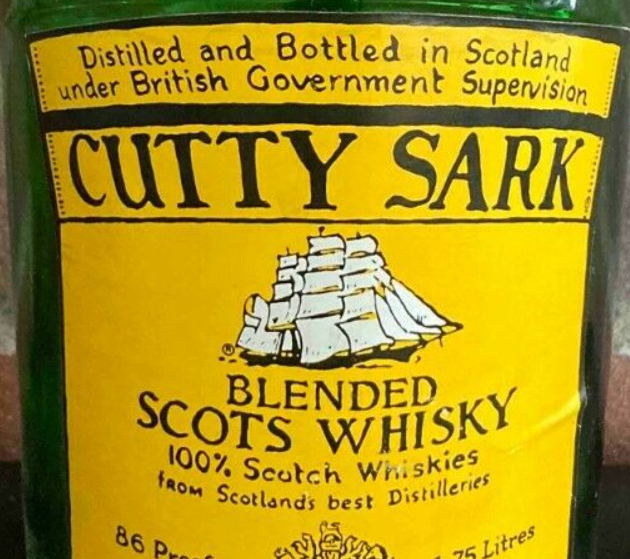 Distilled and Bottled in Scotland
under British Government Supervision
CUTTY SARK
®
BLENDED
SCOTS WHISKY
100% Scotch Whiskies
from Scotland's best Distilleries
86 75 Litres